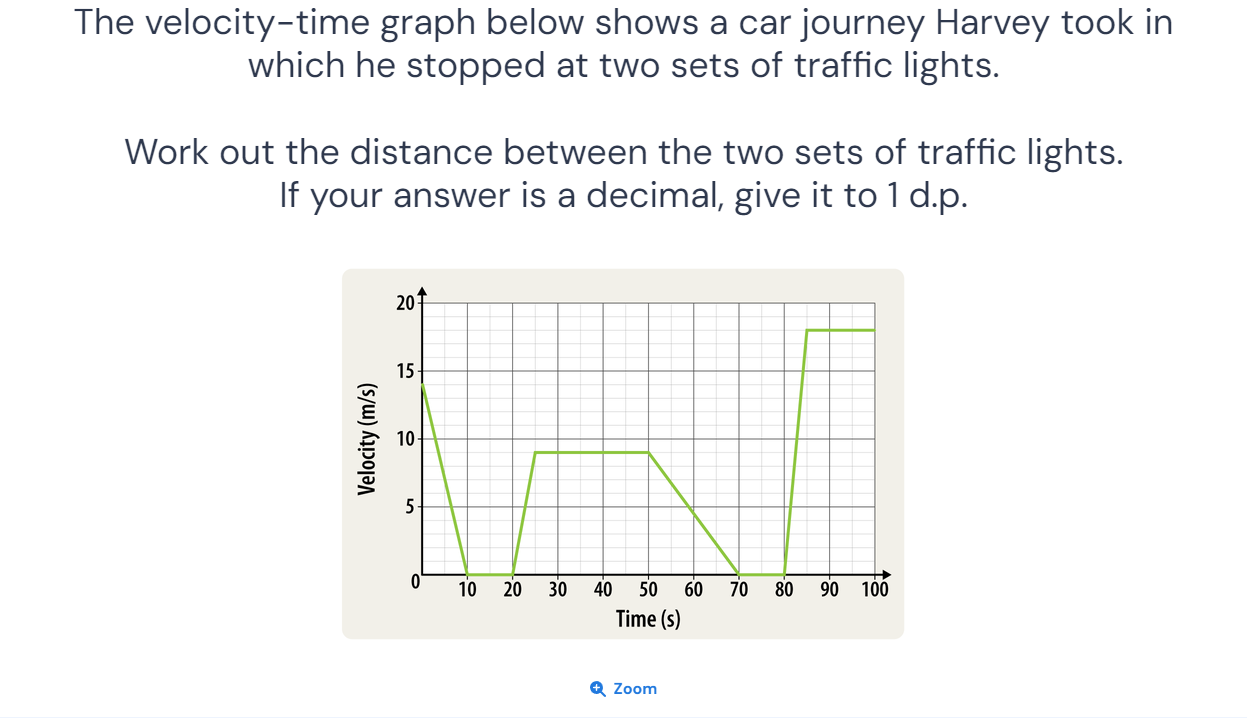 The velocity-time graph below shows a car journey Harvey took in
which he stopped at two sets of traffic lights.
Work out the distance between the two sets of traffic lights.
If your answer is a decimal, give it to 1 d.p.
20
15
10
5
0
Velocity (m/s)
10 20 30 40 50 60 70 80 90 100
Time (s)
Zoom